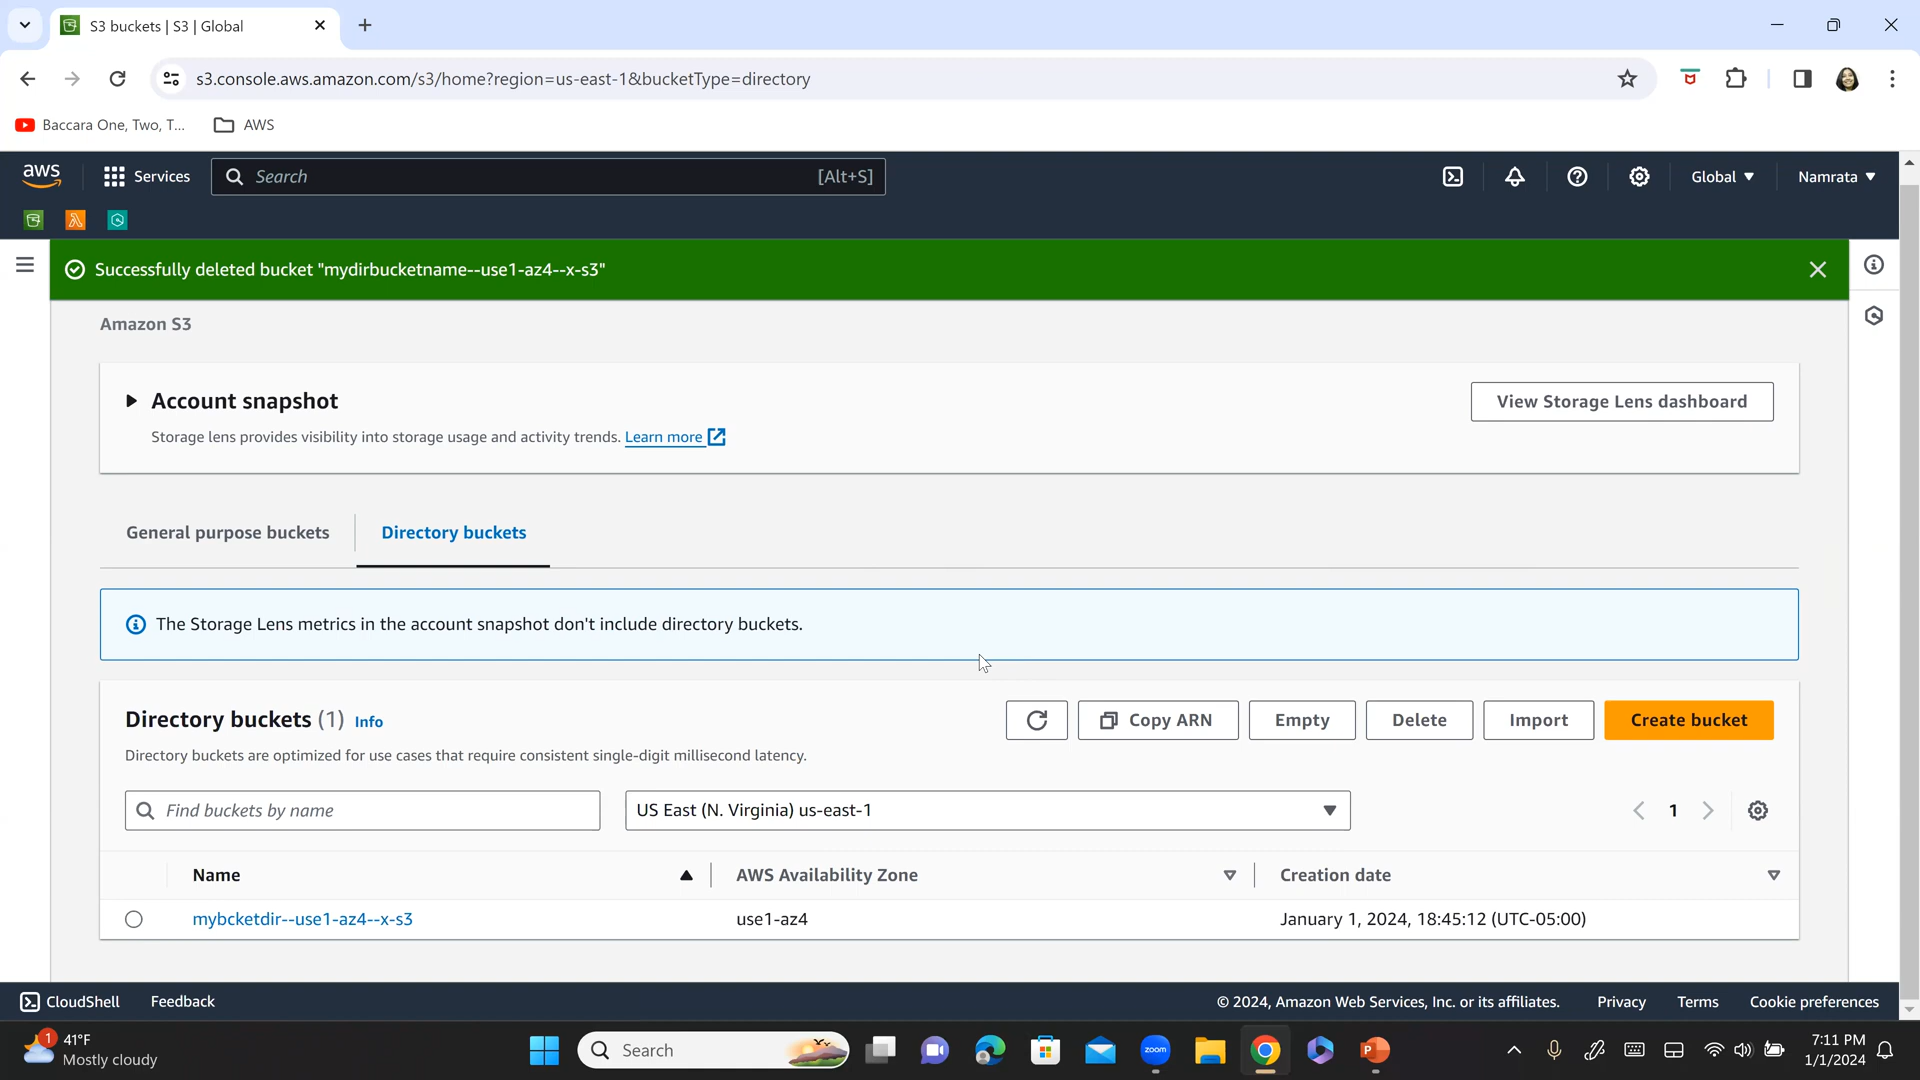 S3 buckets | S3 | Global
s3.console.aws.amazon.com/s3/home?region=us-east-1&bucketType=directory
Baccara One, Two, T... AWS
aws Services Search [Alt+S] Global Namrata
Successfully deleted bucket "mydirbucketname--use1-az4--x-s3"
Amazon S3
Account snapshot View Storage Lens dashboard
Storage lens provides visibility into storage usage and activity trends. Learn more
General purpose buckets Directory buckets
The Storage Lens metrics in the account snapshot don't include directory buckets.
Directory buckets (1) Info Copy ARN Empty Delete Import Create bucket
Directory buckets are optimized for use cases that require consistent single-digit millisecond latency.
Find buckets by name US East (N. Virginia) us-east-1 1
Name AWS Availability Zone Creation date
mybcketdir--use1-az4--x-s3 use1-az4 January 1, 2024, 18:45:12 (UTC-05:00)
CloudShell Feedback © 2024, Amazon Web Services, Inc. or its affiliates. Privacy Terms Cookie preferences
1 41°F
Mostly cloudy
Search
zoom
7:11 PM
1/1/2024